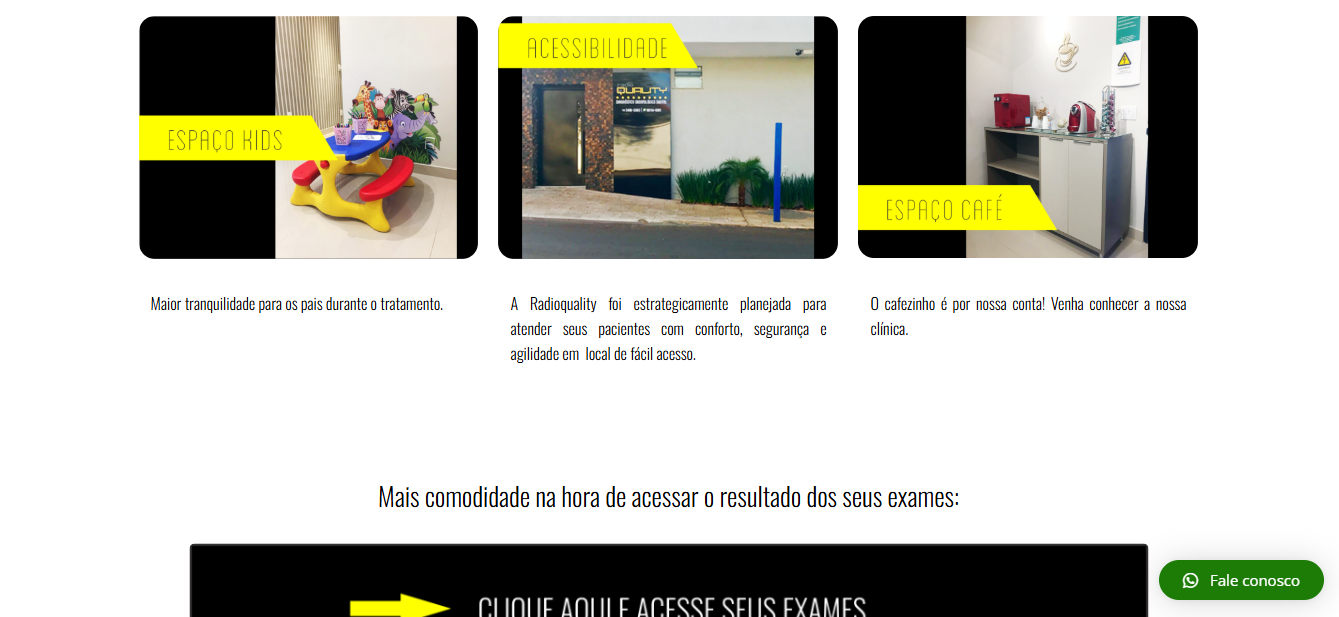 ESPAÇO KIDS
ACESSIBILIDADE
QUALITY
ESPAÇO CAFÉ
Maior tranquilidade para os pais durante o tratamento.
A Radioquality foi estrategicamente planejada para
atender seus pacientes com conforto, segurança e
agilidade em local de fácil acesso.
O cafezinho é por nossa conta! Venha conhecer a nossa
clínica.
Mais comodidade na hora de acessar o resultado dos seus exames:
CLIQUE AQUI E ACESSE SEUS EXAMES
Fale conosco